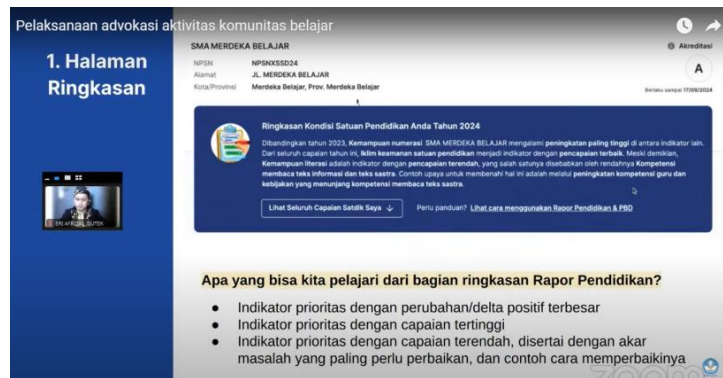 Pelaksanaan advokasi aktivitas komunitas belajar
1. Halaman
Ringkasan
SMA MERDEKA BELAJAR
Akreditasi
NPSN NPSNXSSD24
Alamat JL. MERDEKA BELAJAR
Kota/Provinsi Merdeka Belajar, Prov. Merdeka Belajar
A
Berlaku sampai 17/09/2024
Ringkasan Kondisi Satuan Pendidikan Anda Tahun 2024
Dibandingkan tahun 2023, Kemampuan numerasi SMA MERDEKA BELAJAR mengalami peningkatan paling tinggi di antara indikator lain.
Dari seluruh capaian tahun ini, Iklim keamanan satuan pendidikan menjadi indikator dengan pencapaian terbaik. Meski demikian,
Kemampuan literasi adalah indikator dengan pencapaian terendah, yang salah satunya disebabkan oleh rendahnya Kompetensi
membaca teks informasi dan teks sastra. Contoh upaya untuk membenahi hal ini adalah melalui peningkatan kompetensi guru dan
kebijakan yang menunjang kompetensi membaca teks sastra.
Lihat Seluruh Capaian Satdik Saya
Perlu panduan? Lihat cara menggunakan Rapor Pendidikan & PBD
Apa yang bisa kita pelajari dari bagian ringkasan Rapor Pendidikan?
● Indikator prioritas dengan perubahan/delta positif terbesar
● Indikator prioritas dengan capaian tertinggi
● Indikator prioritas dengan capaian terendah, disertai dengan akar
masalah yang paling perlu perbaikan, dan contoh cara memperbaikinya
zoom